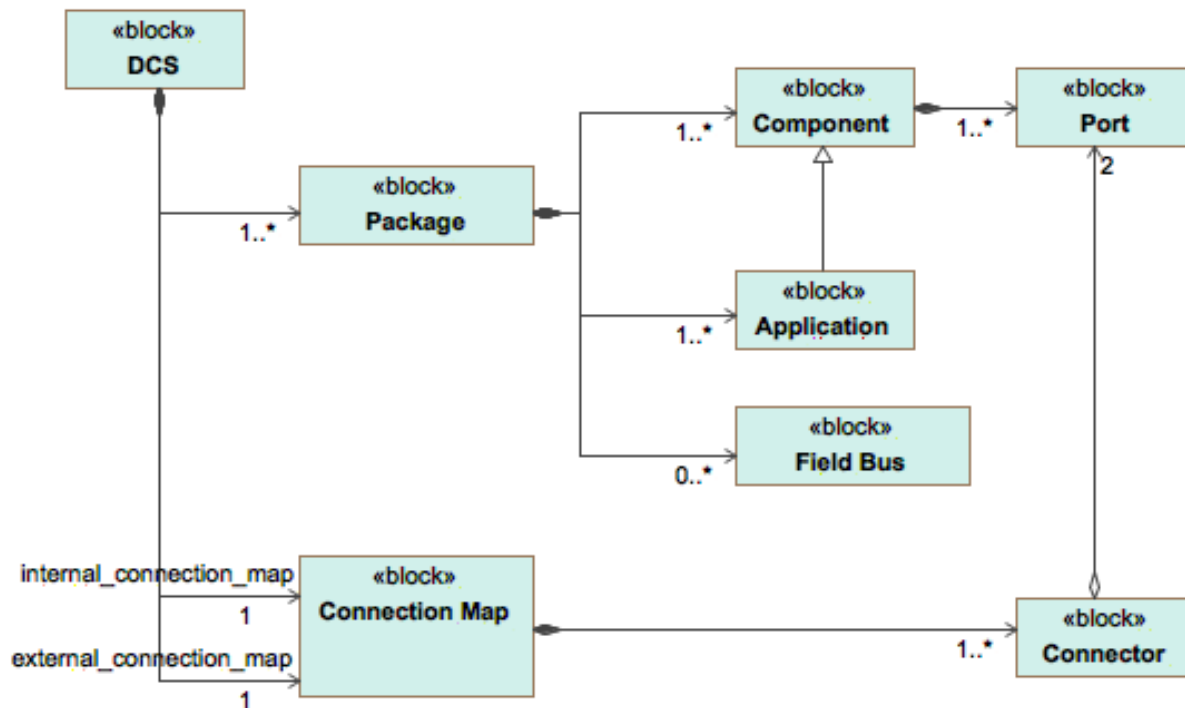 «block»
DCS
«block»
Component
1..*
«block»
Port
1..*
2
«block»
Package
1..*
«block»
Application
1..*
«block»
Field Bus
0..*
internal_connection_map
1
external_connection_map
1
«block»
Connection Map
«block»
Connector
1..*